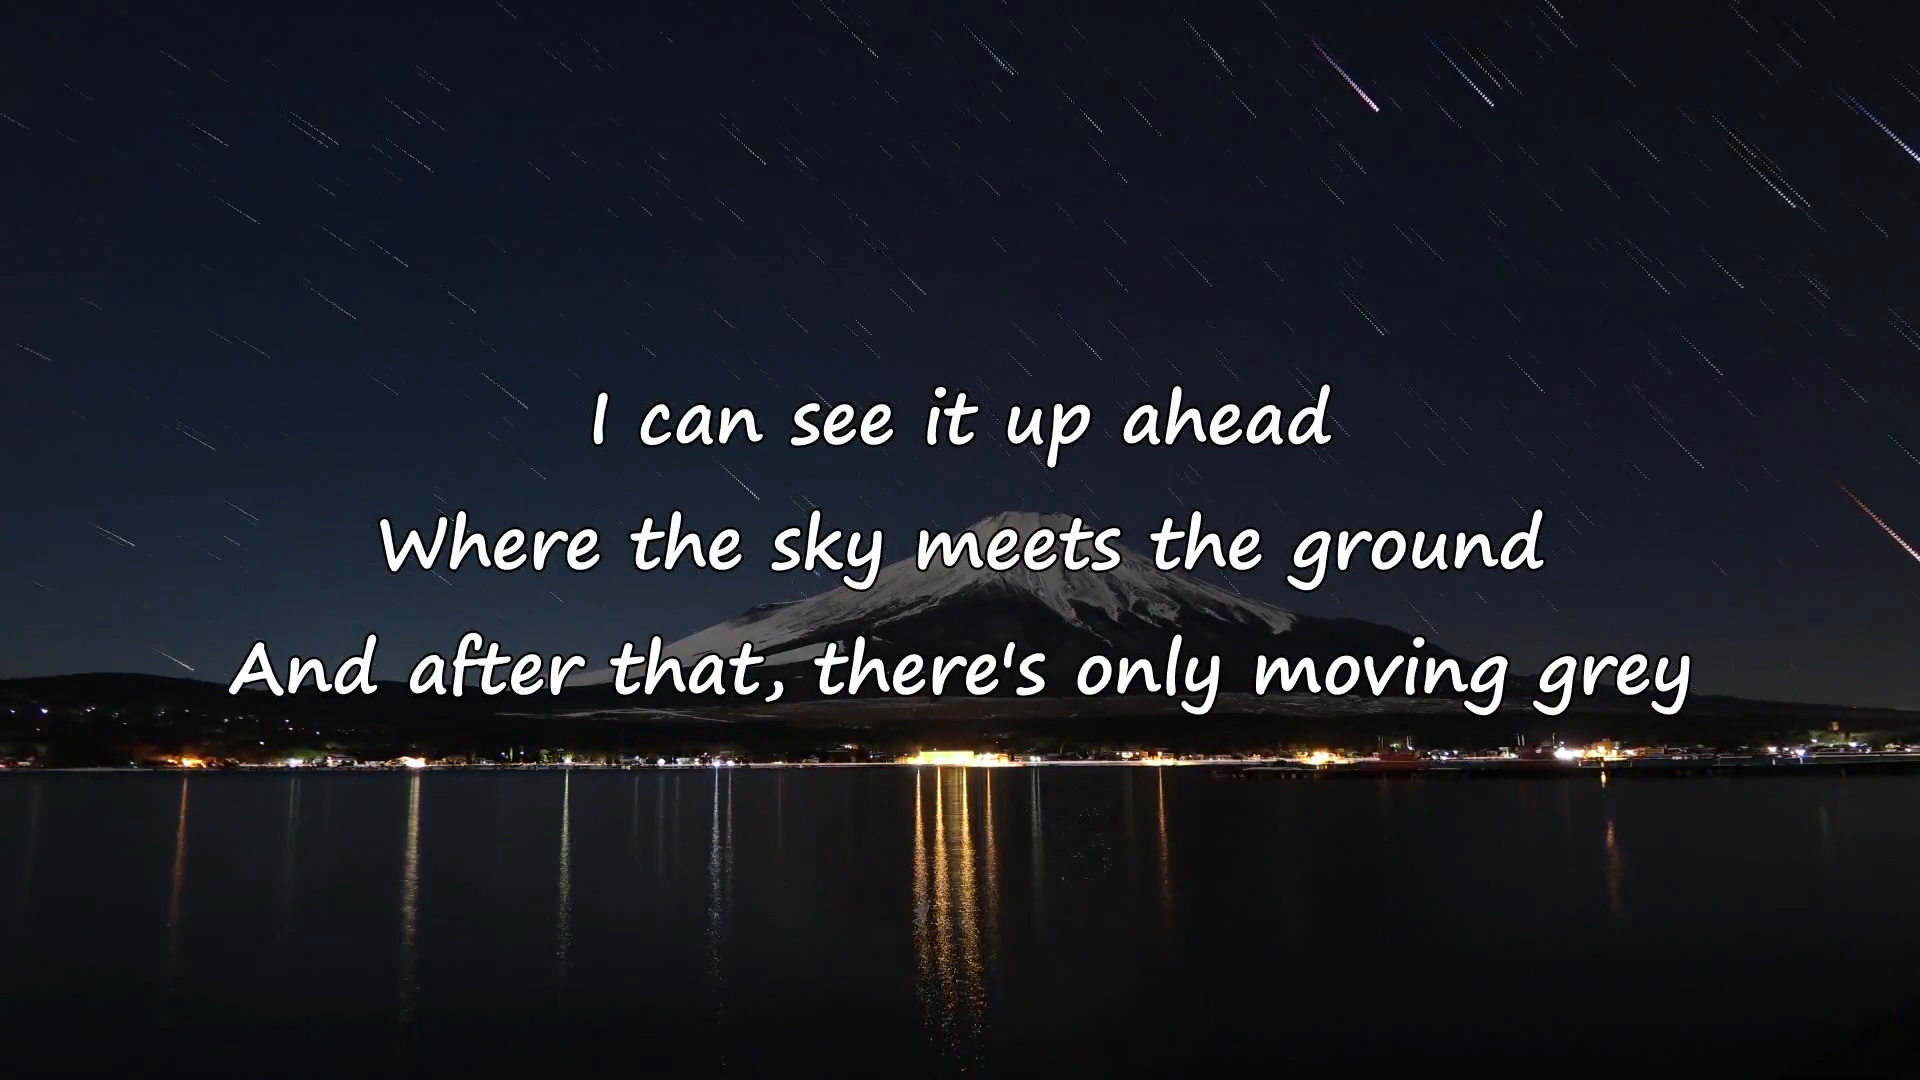 I can see it up ahead
Where the sky meets the ground
And after that, there's only moving grey